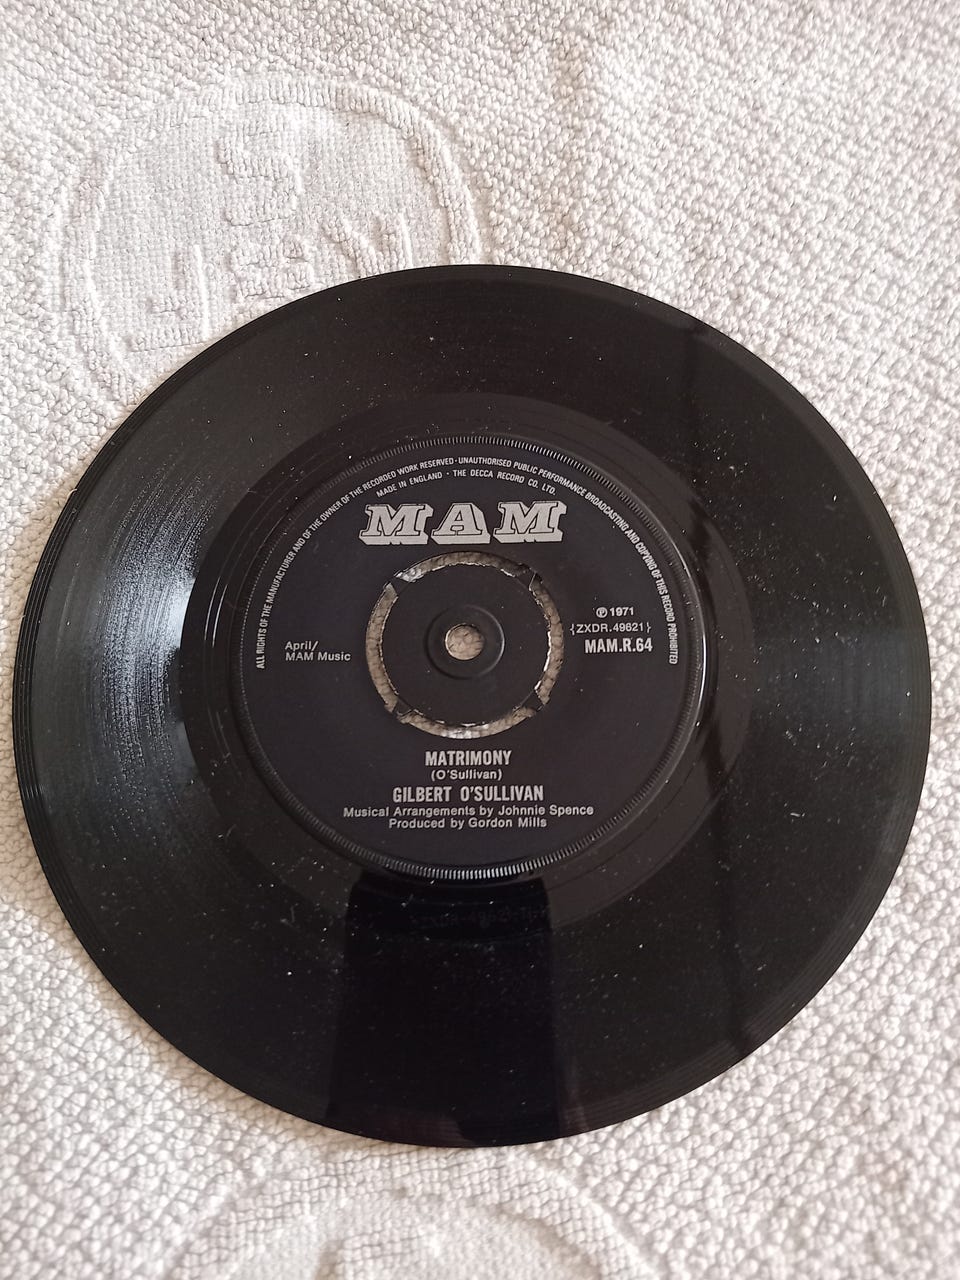 ALL RIGHTS OF THE MANUFACTURER AND OF THE OWNER OF THE RECORDED WORK RESERVED · UNAUTHORISED PUBLIC PERFORMANCE BROADCASTING AND COPYING OF THIS RECORD PROHIBITED
MADE IN ENGLAND · THE DECCA RECORD CO. LTD.
MAM
℗ 1971
{ZXDR.49621}
April/
MAM.R.64
MAM Music
MATRIMONY
(O'Sullivan)
GILBERT O'SULLIVAN
Musical Arrangements by Johnnie Spence
Produced by Gordon Mills